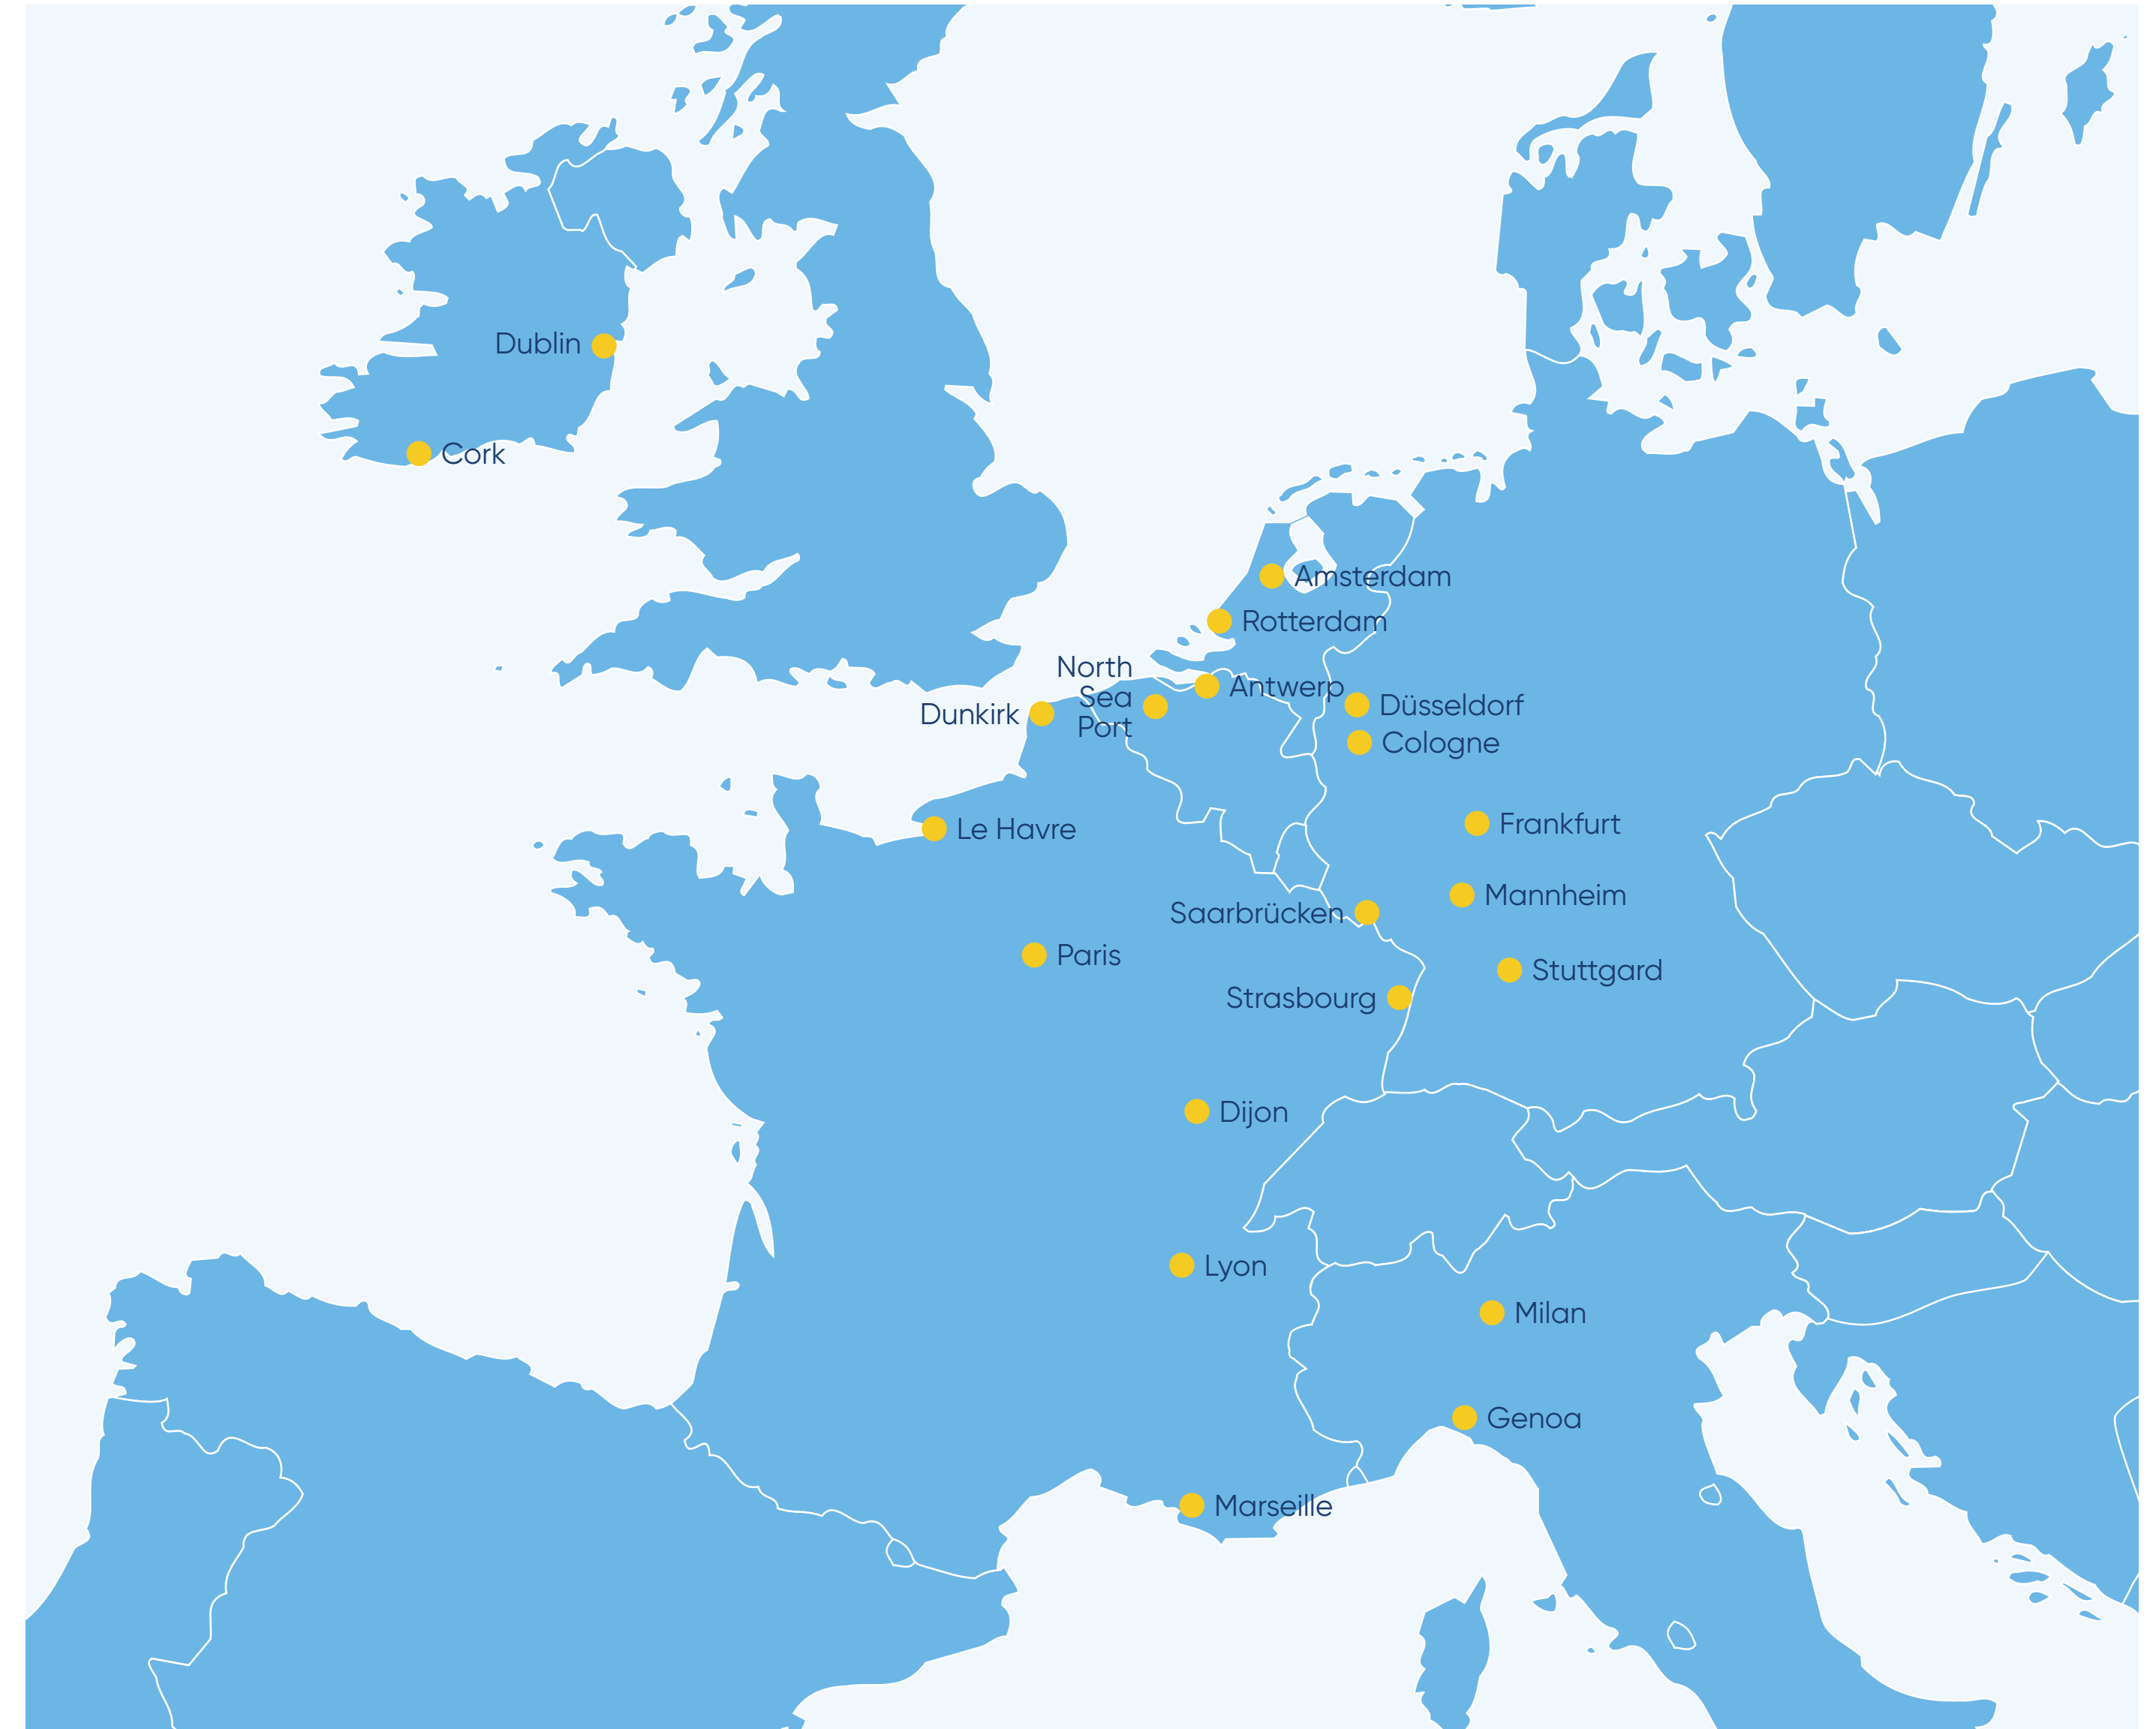 Dublin
Cork
Amsterdam
Rotterdam
North
Sea
Port
Antwerp
Dunkirk
Düsseldorf
Cologne
Le Havre
Frankfurt
Mannheim
Saarbrücken
Paris
Stuttgard
Strasbourg
Dijon
Lyon
Milan
Genoa
Marseille